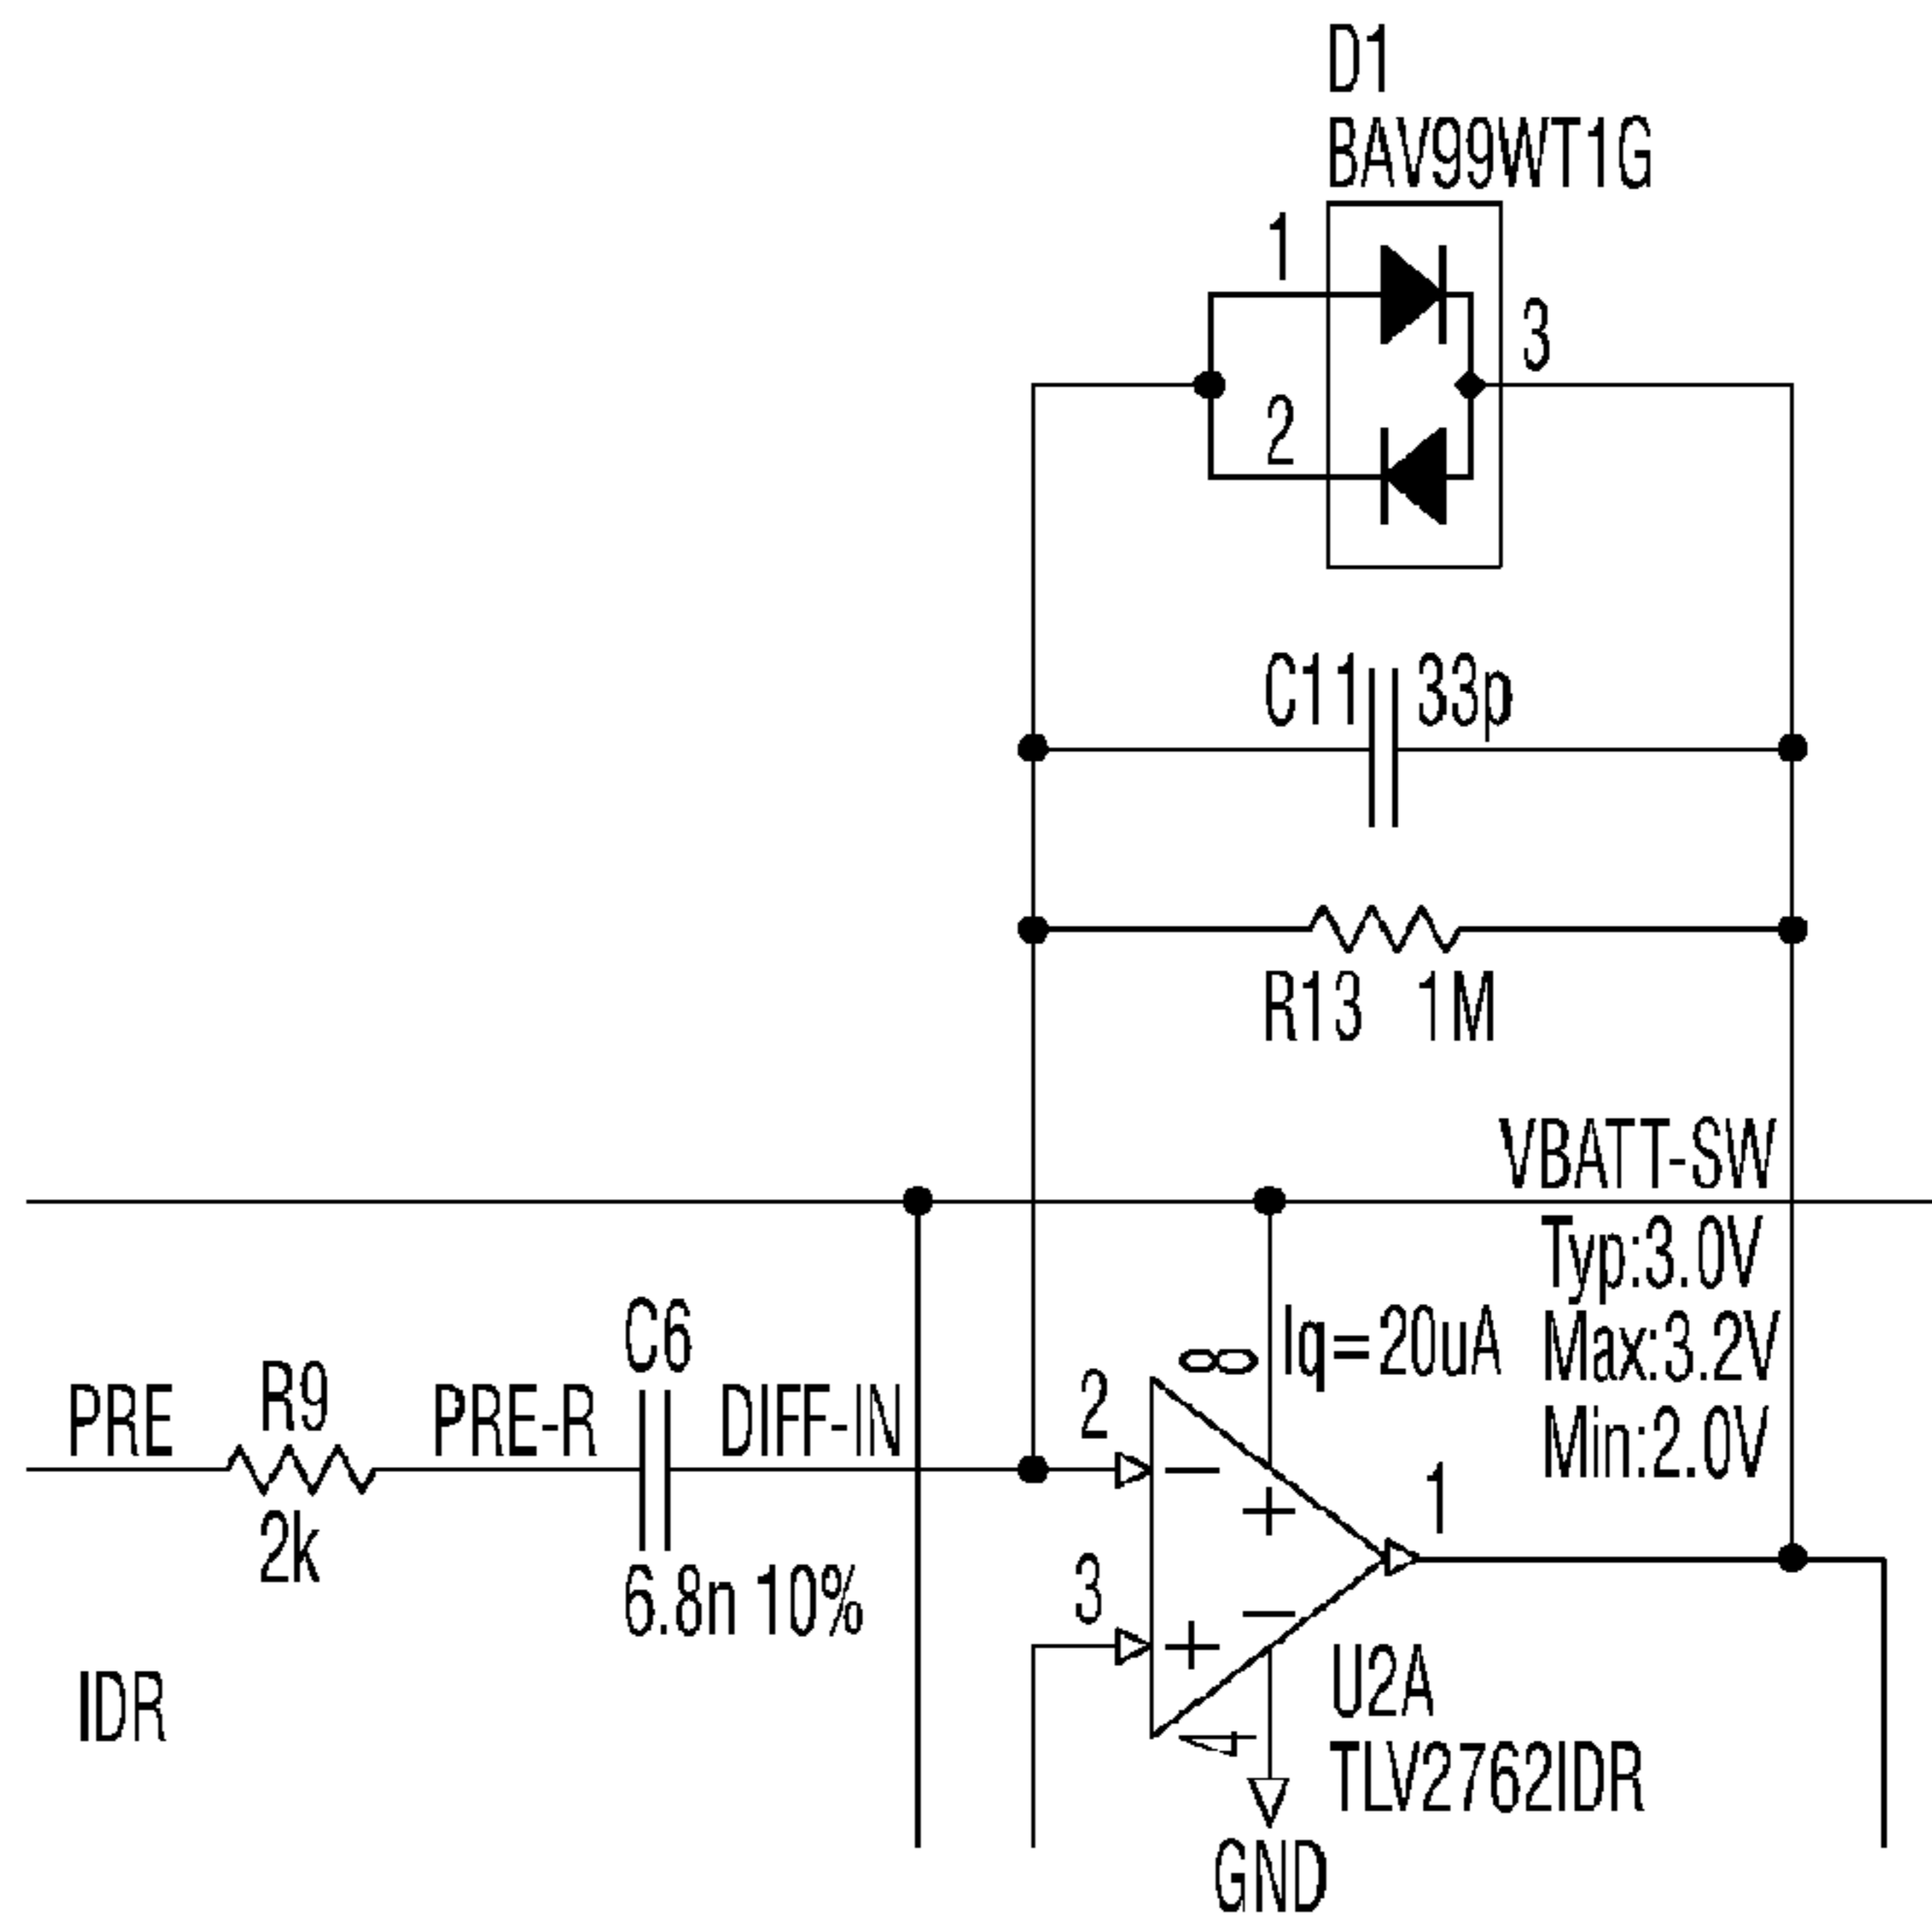 D1
BAV99WT1G
1
3
2
C11 33p
R13 1M
VBATT-SW
Typ:3.0V
Iq=20uA Max:3.2V
Min:2.0V
C6
8
R9
PRE PRE-R DIFF-IN
2
1
2k
6.8n 10%
3
IDR
U2A
4
TLV2762IDR
GND